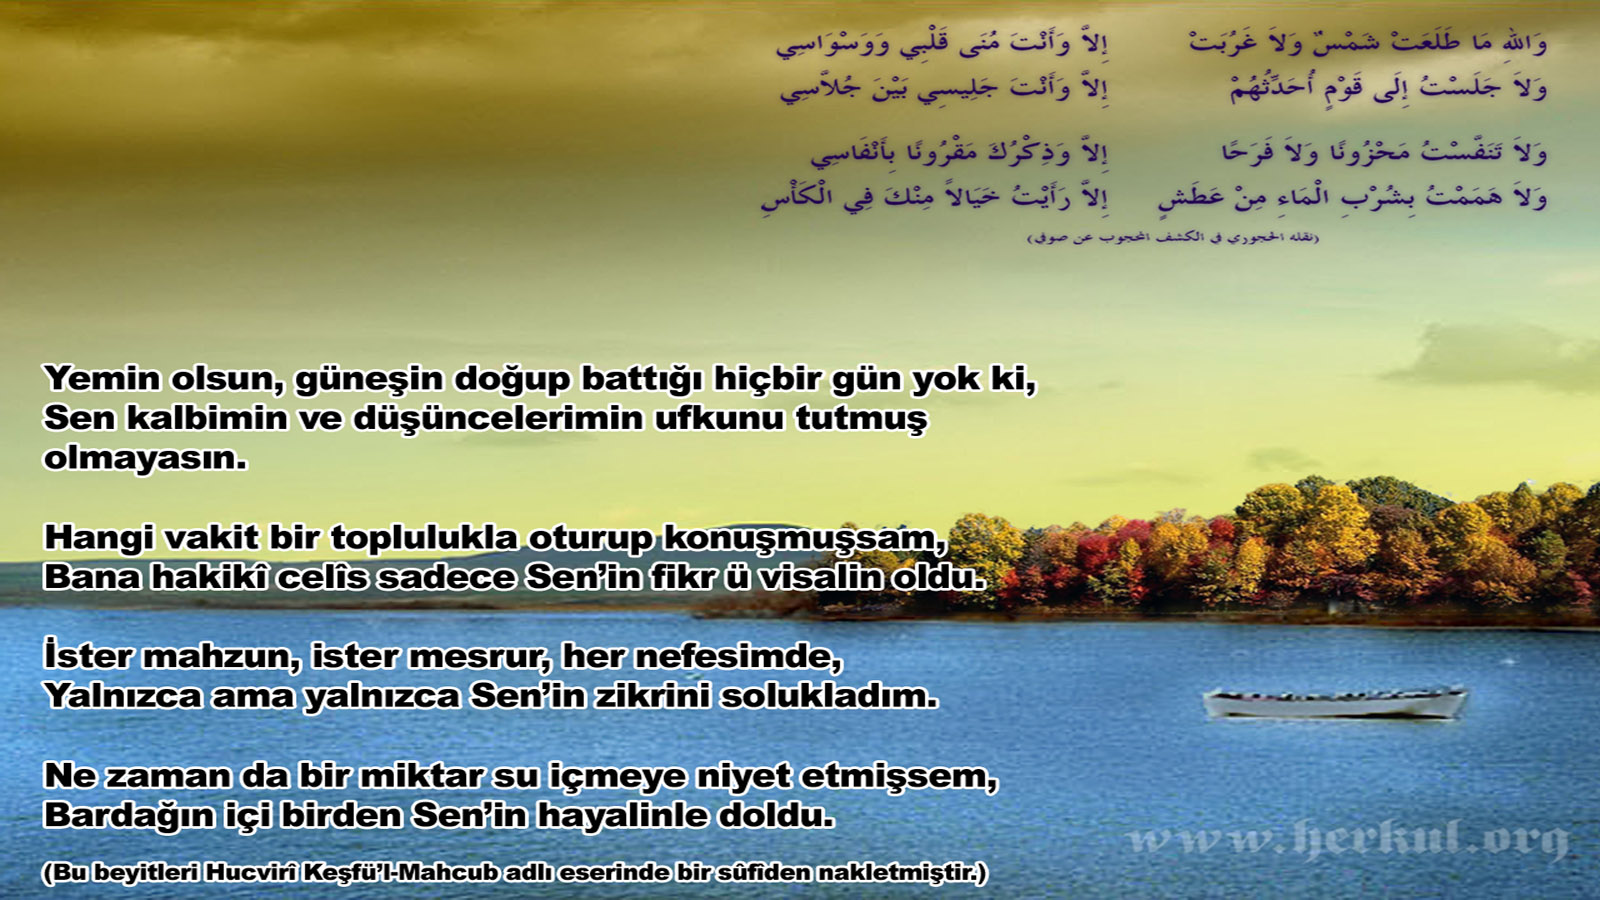 وَاللهِ مَا طَلَعَتْ شَمْسٌ وَلاَ غَرُبَتْ إِلاَّ وَأَنْتَ مُنَى قَلْبِي وَوَسْوَاسِي
وَلاَ جَلَسْتُ إِلَى قَوْمٍ أُحَدِّثُهُمْ إِلاَّ وَأَنْتَ جَلِيسِي بَيْنَ جُلاَّسِي
وَلاَ تَنَفَّسْتُ مَحْزُونًا وَلاَ فَرَحًا إِلاَّ وَذِكْرُكَ مَقْرُونًا بِأَنْفَاسِي
وَلاَ هَمَمْتُ بِشُرْبِ الْمَاءِ مِنْ عَطَشٍ إِلاَّ رَأَيْتُ خَيَالاً مِنْكَ فِي الْكَأْسِ
(نقله الحجوري في الكشف المحجوب عن صوفي)
Yemin olsun, güneşin doğup battığı hiçbir gün yok ki,
Sen kalbimin ve düşüncelerimin ufkunu tutmuş
olmayasın.
Hangi vakit bir toplulukla oturup konuşmuşsam,
Bana hakikî celîs sadece Sen’in fikr ü visalin oldu.
İster mahzun, ister mesrur, her nefesimde,
Yalnızca ama yalnızca Sen’in zikrini solukladım.
Ne zaman da bir miktar su içmeye niyet etmişsem,
Bardağın içi birden Sen’in hayalinle doldu.
(Bu beyitleri Hucvirî Keşfü’l-Mahcub adlı eserinde bir sûfîden nakletmiştir.)
www.herkul.org